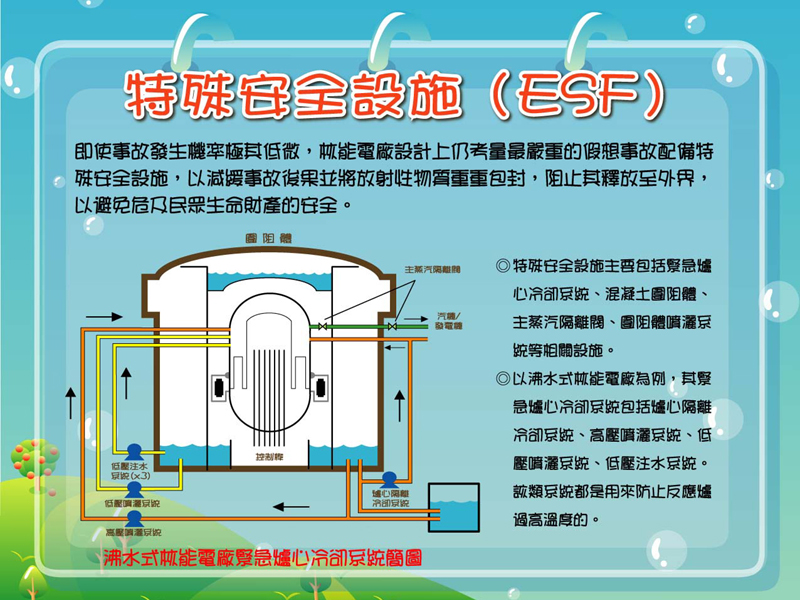 特殊安全設施（ESF）
即使事故發生機率極其低微，核能電廠設計上仍考量最嚴重的假想事故配備特
殊安全設施，以減緩事故後果並將放射性物質重重包封，阻止其釋放至外界，
以避免危及民眾生命財產的安全。
圍阻體
主蒸汽隔離閥
汽機/
發電機
低壓注水
系統(x3)
低壓噴灑系統
高壓噴灑系統
控制棒
爐心隔離
冷卻系統
沸水式核能電廠緊急爐心冷卻系統簡圖
◎特殊安全設施主要包括緊急爐
心冷卻系統、混凝土圍阻體、
主蒸汽隔離閥、圍阻體噴灑系
統等相關設施。
◎以沸水式核能電廠為例，其緊
急爐心冷卻系統包括爐心隔離
冷卻系統、高壓噴灑系統、低
壓噴灑系統、低壓注水系統。
該類系統都是用來防止反應爐
過高溫度的。